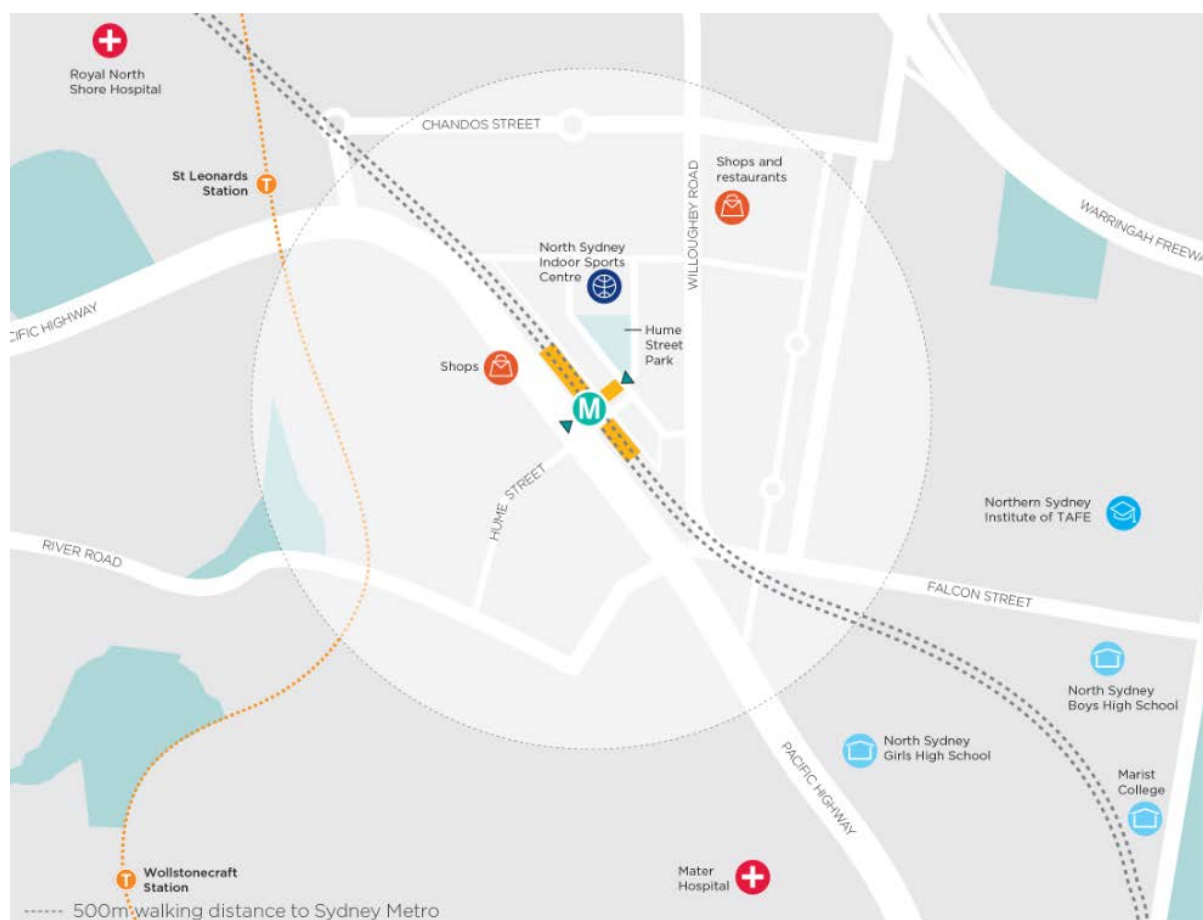 Royal North
Shore Hospital
CHANDOS STREET
St Leonards
Station
T
Shops and
restaurants
WILLOUGHBY ROAD
WARRINGAH FREEWA
North Sydney
Indoor Sports
Centre
CIFIC HIGHWAY
Hume
Street
Park
Shops
M
HUME STREET
Northern Sydney
Institute of TAFE
RIVER ROAD
FALCON STREET
North Sydney
Boys High School
North Sydney
Girls High School
PACIFIC HIGHWAY
Marist
College
Mater
Hospital
T
Wollstonecraft
Station
500m walking distance to Sydney Metro